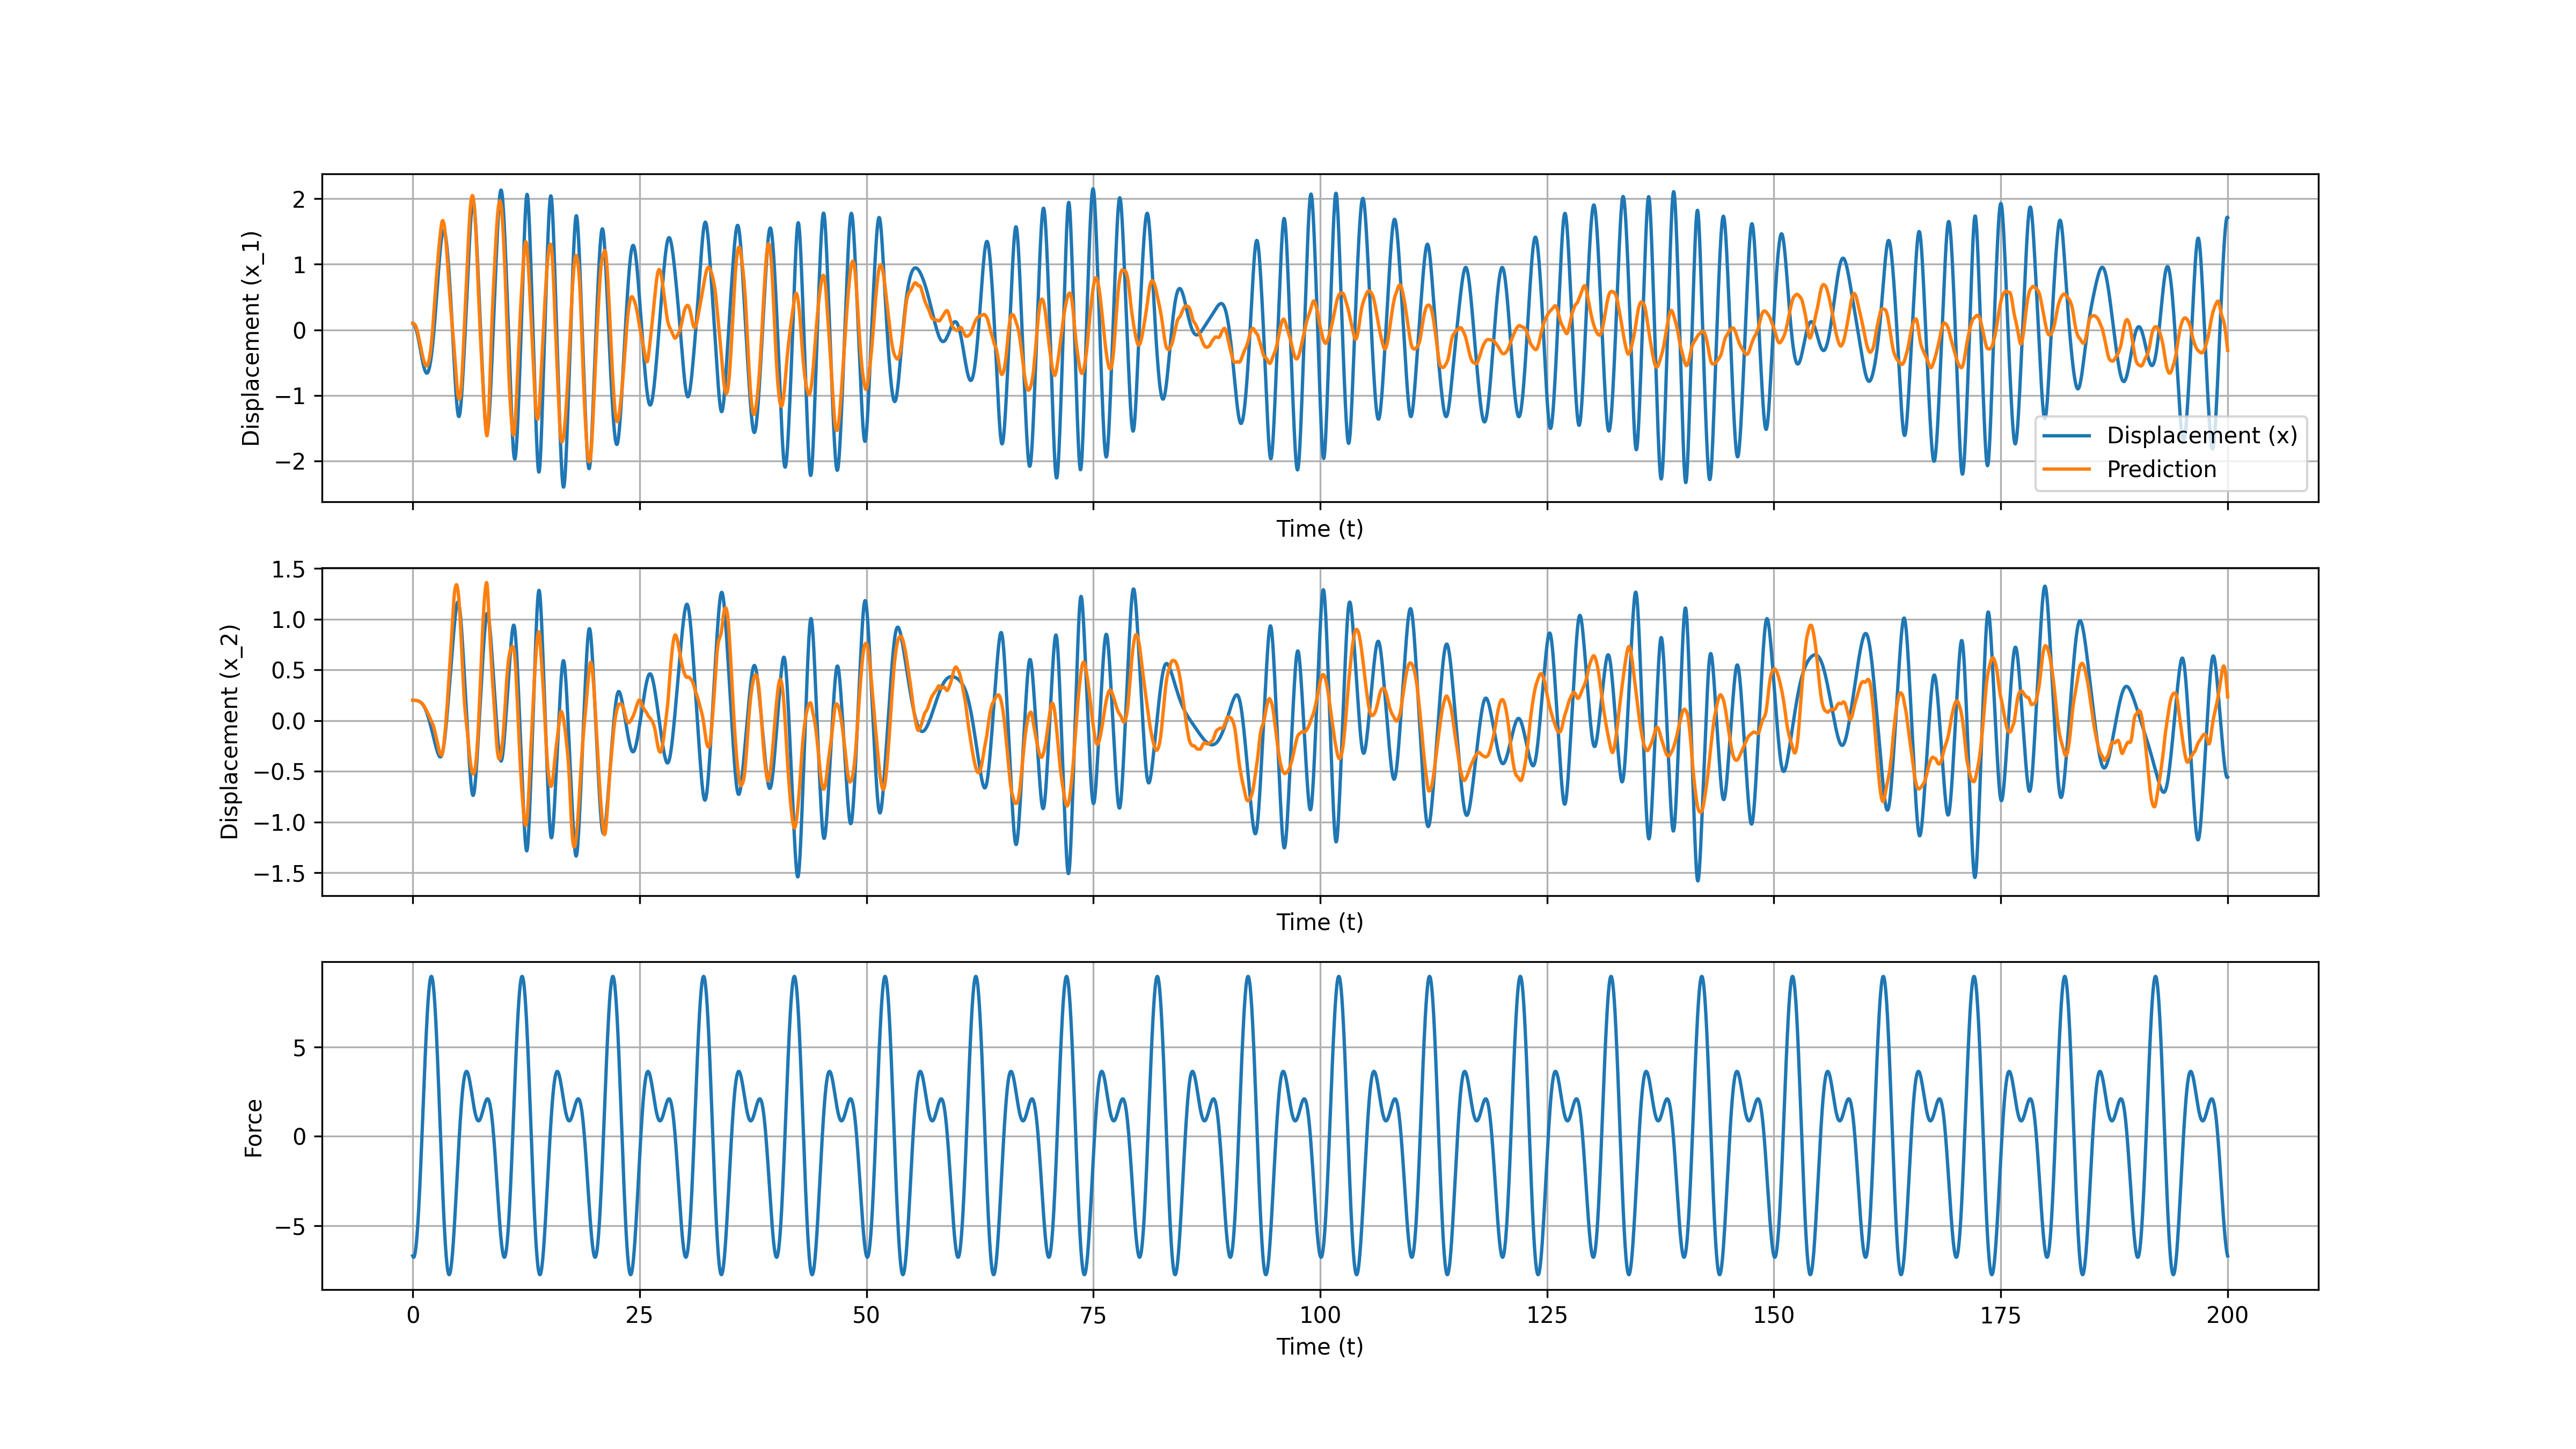 2
1
0
−1
−2
Displacement (x_1)
Displacement (x)
Prediction
Time (t)
1.5
1.0
0.5
0.0
−0.5
−1.0
−1.5
Displacement (x_2)
Time (t)
5
0
−5
Force
0 25 50 75 100 125 150 175 200
Time (t)